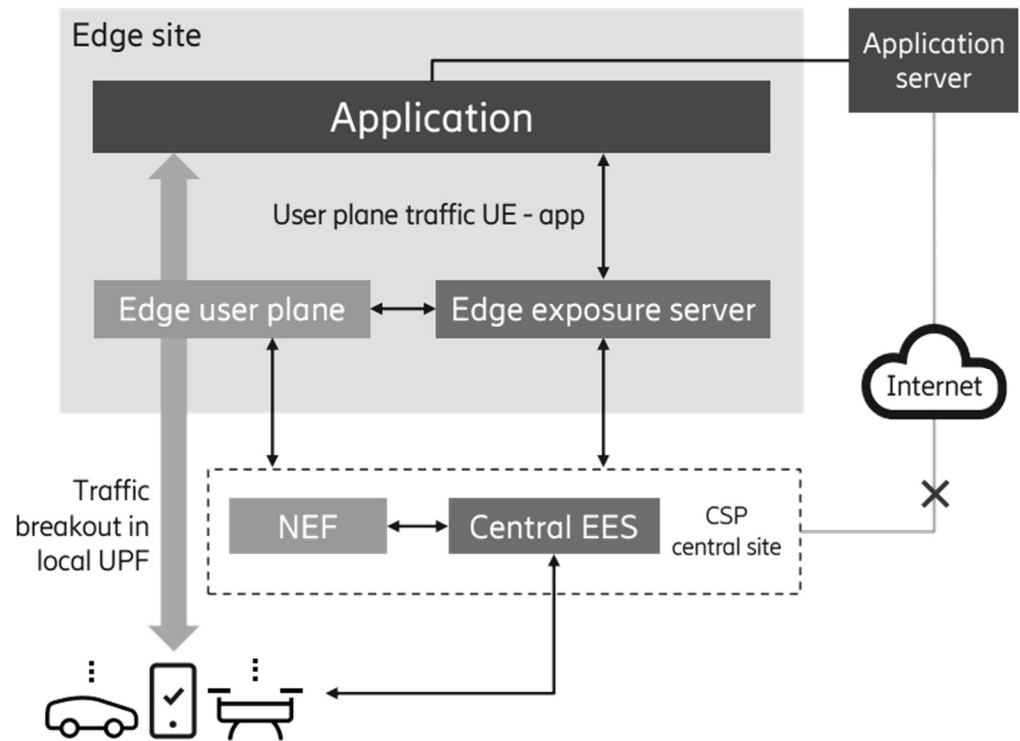 Edge site
Application
server
Application
User plane traffic UE - app
Edge user plane
Edge exposure server
Internet
Traffic
breakout in
local UPF
NEF
Central EES
CSP
central site